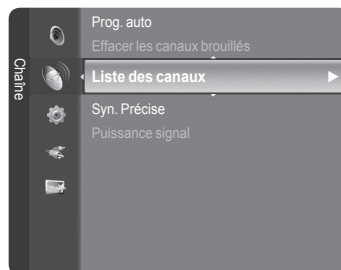 Chaîne
Prog. auto
Effacer les canaux brouillés
Liste des canaux
Syn. Précise
Puissance signal